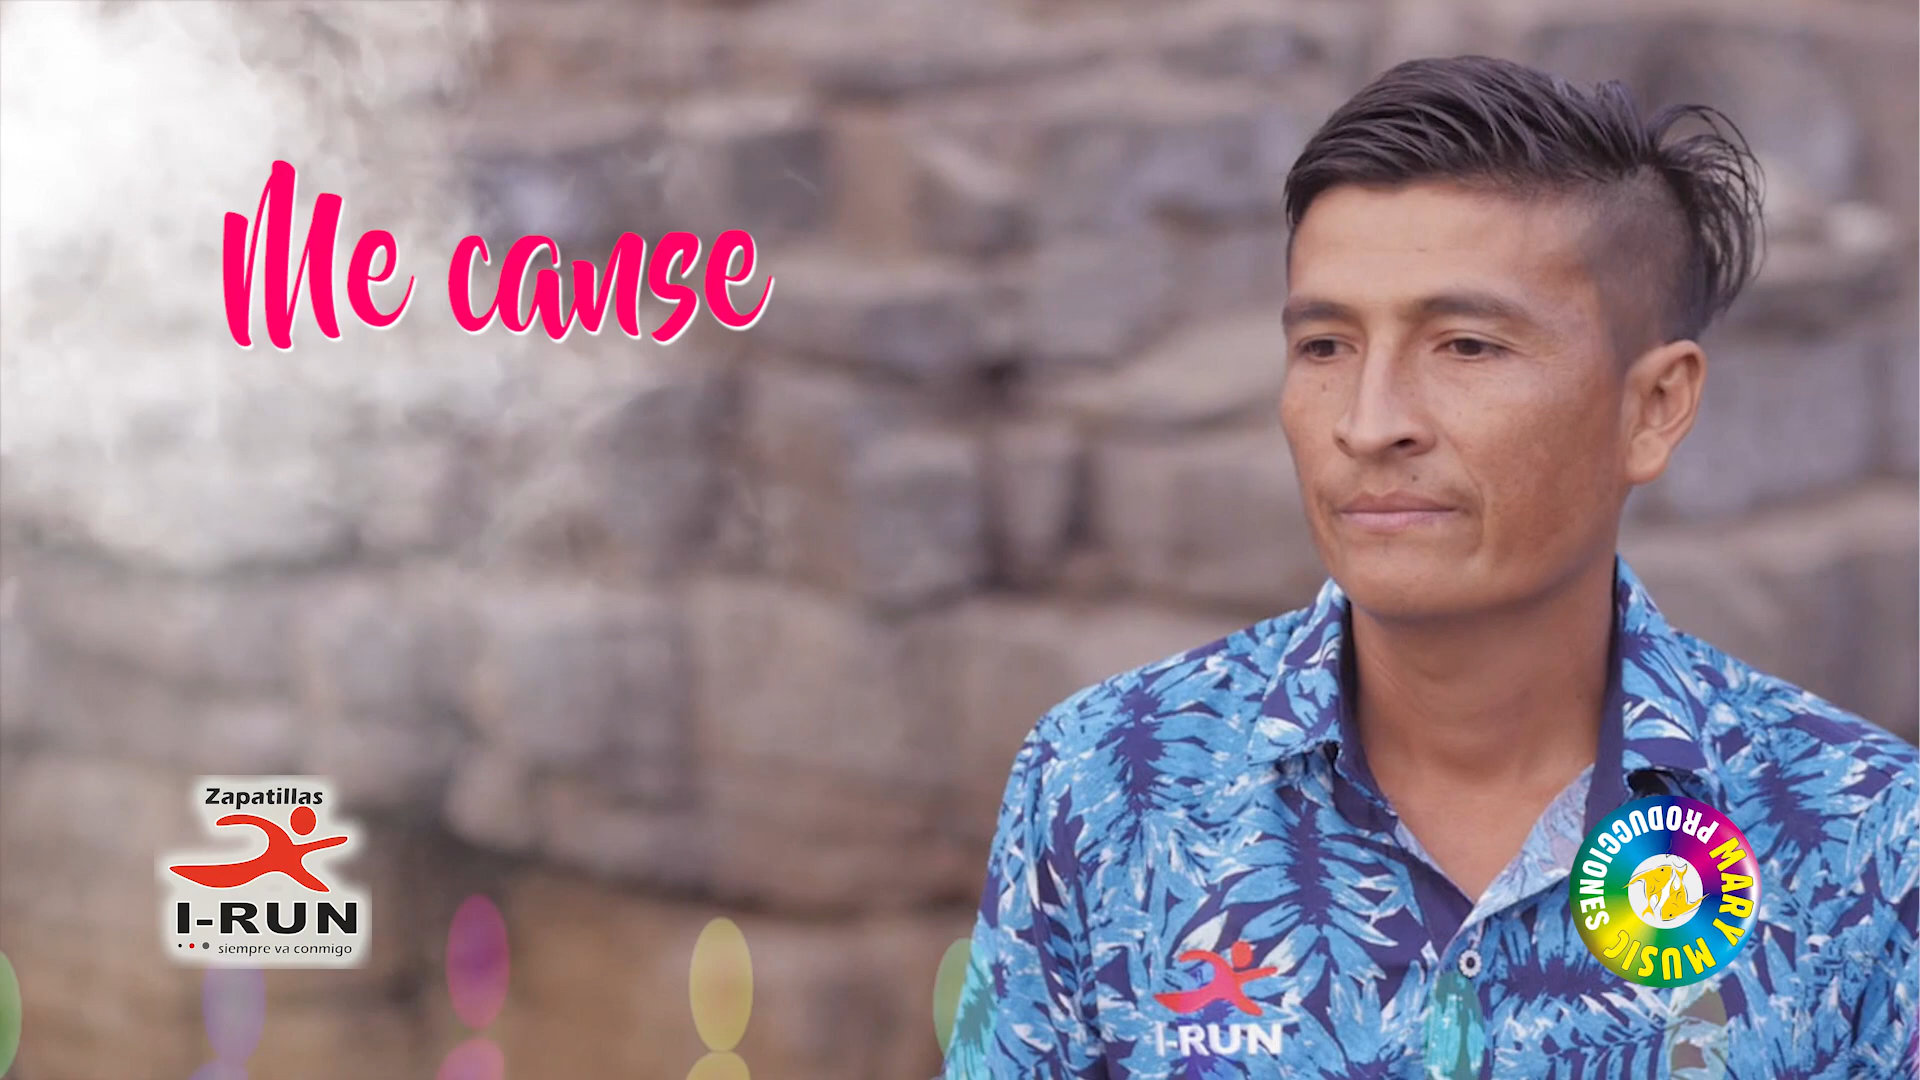 Me canse
Zapatillas
I-RUN
siempre va conmigo
I-RUN
MARY MUSIC
PRODUCCIONES